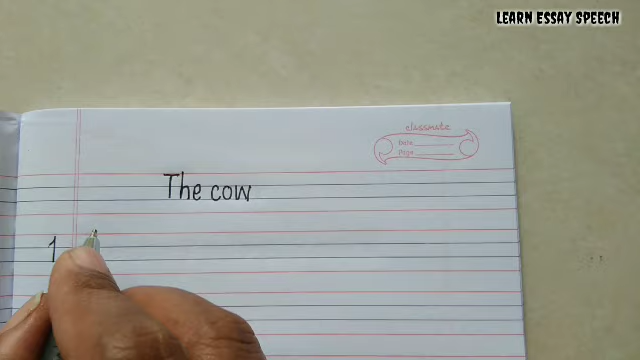 LEARN ESSAY SPEECH
classmate
Date
Page
The cow
1